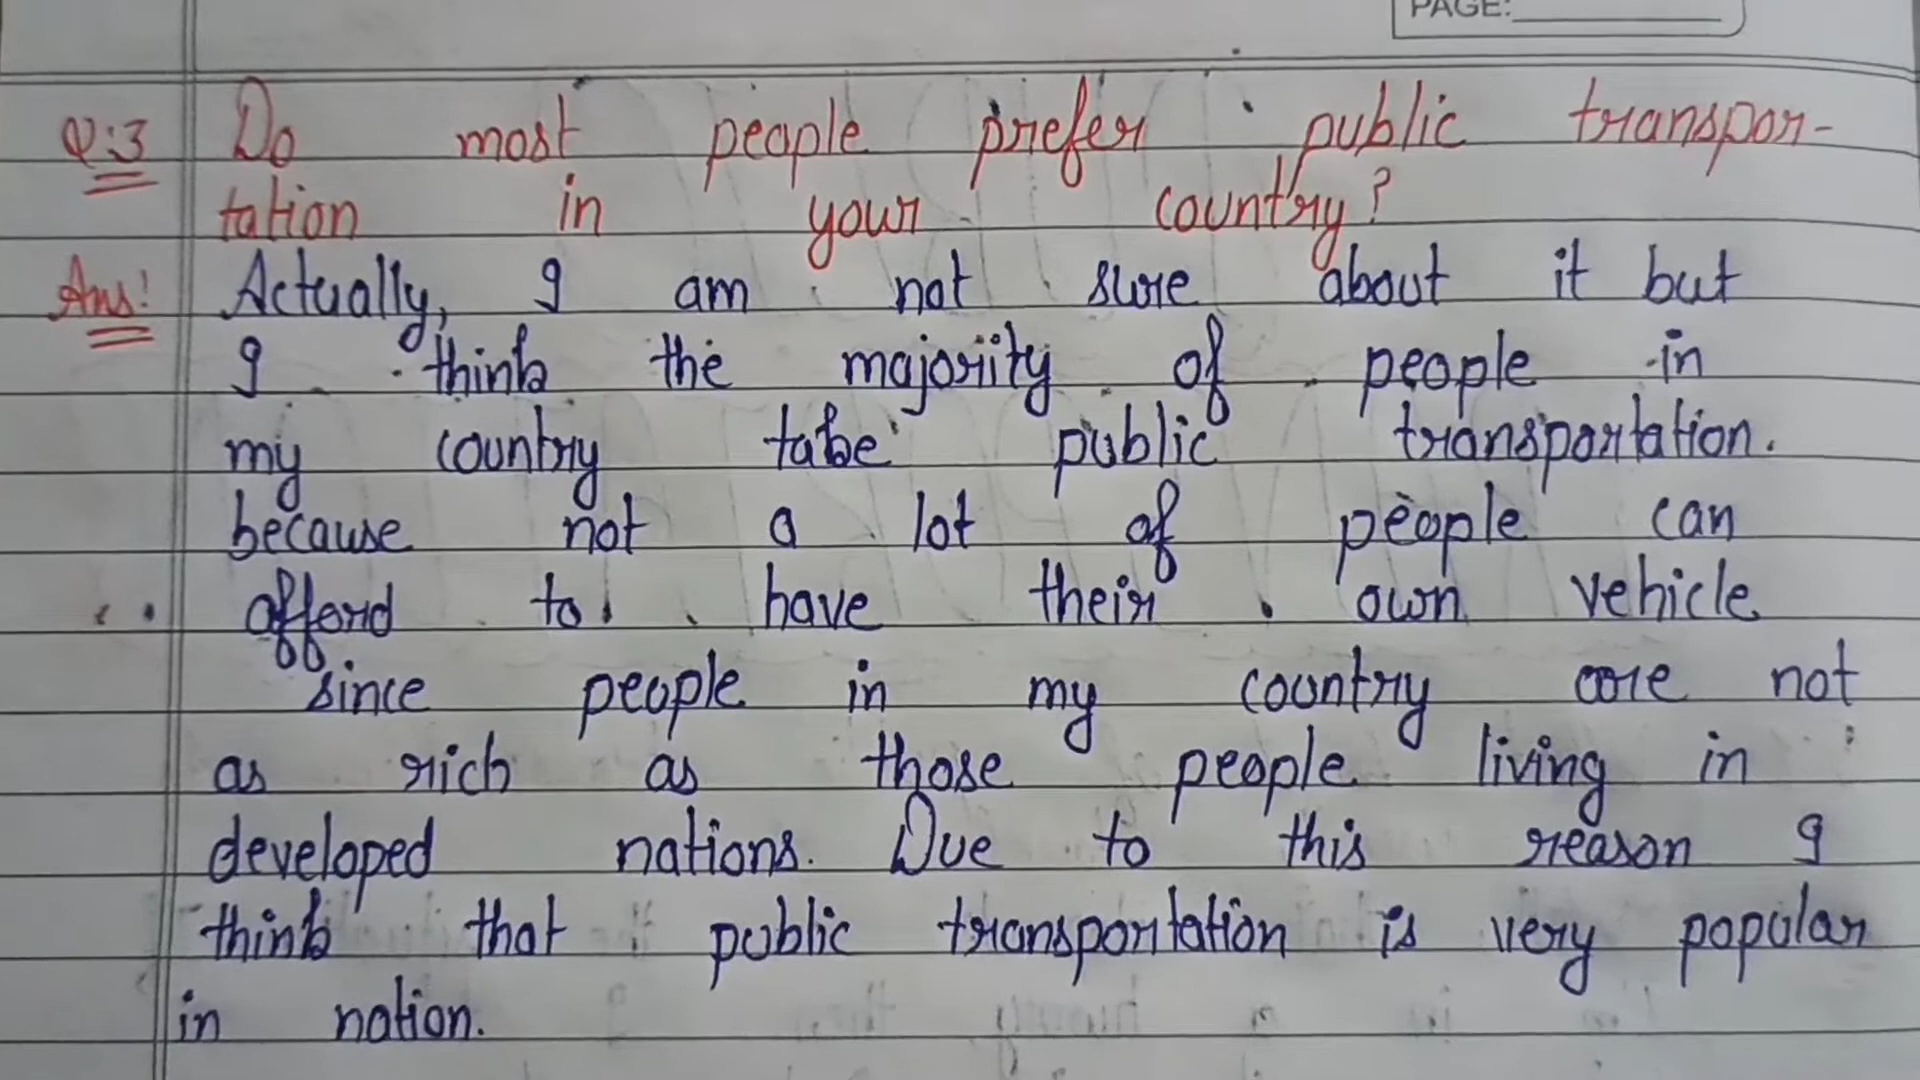 PAGE:
Q:3 Do most people prefer public transpor-
tation in your country?
Ans: Actually, I am not sure about it but
I think the majority of people in
my country take public transportation.
because not a lot of people can
afford to have their own vehicle
since people in my country are not
as rich as those people living in
developed nations. Due to this reason I
think that public transportation is very popular
in nation.